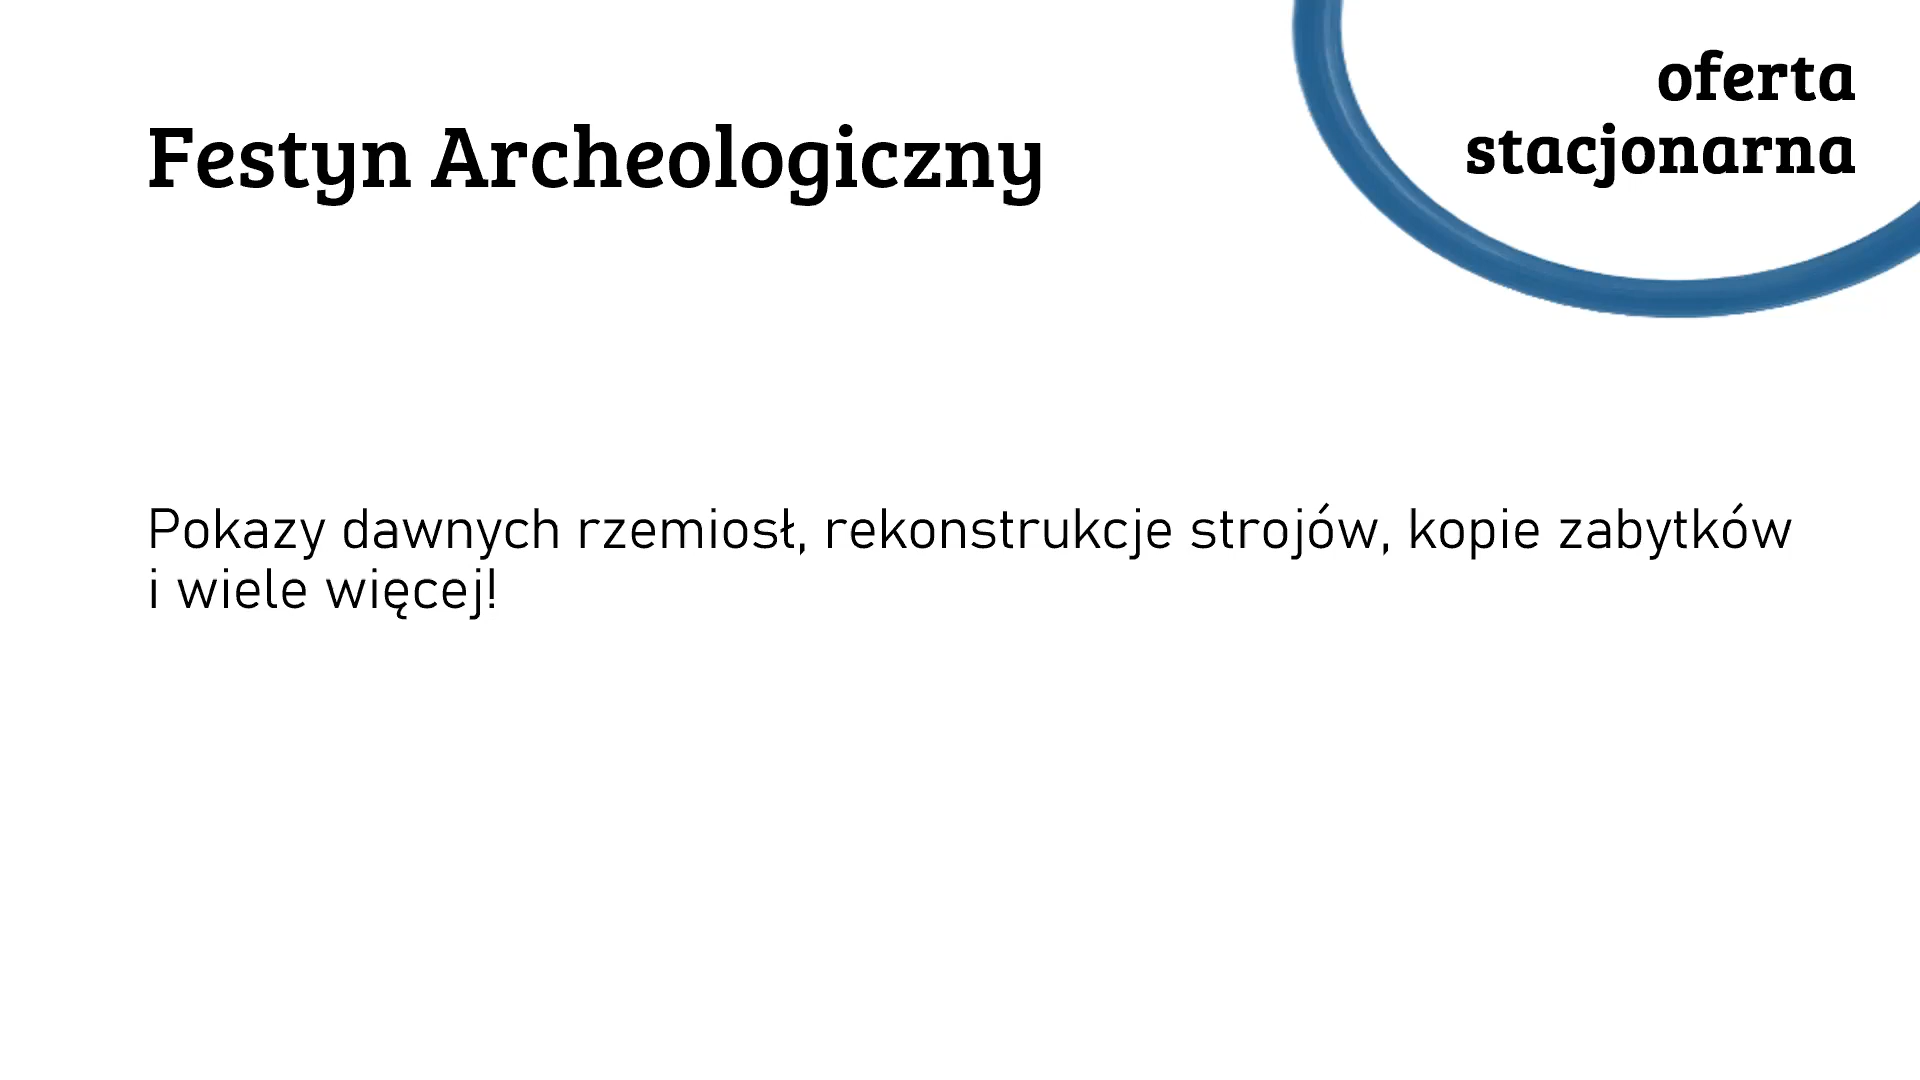 oferta
stacjonarna
Festyn Archeologiczny
Pokazy dawnych rzemiosł, rekonstrukcje strojów, kopie zabytków
i wiele więcej!